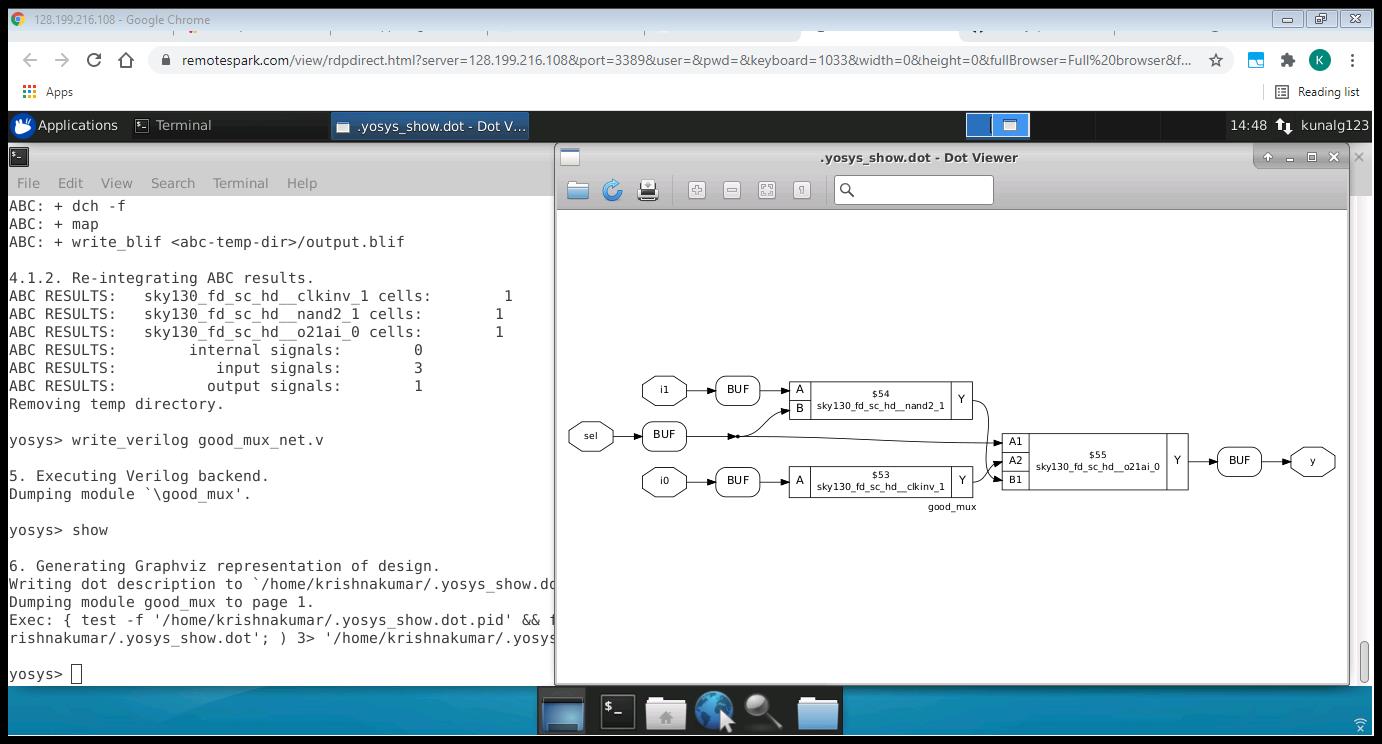 128.199.216.108 - Google Chrome
remotespark.com/view/rdpdirect.html?server=128.199.216.108&port=3389&user=&pwd=&keyboard=1033&width=0&height=0&fullBrowser=Full%20browser&f...
K
Apps
Reading list
Applications
Terminal
.yosys_show.dot - Dot V...
14:48
kunalg123
File Edit View Search Terminal Help
ABC: + dch -f
ABC: + map
ABC: + write_blif <abc-temp-dir>/output.blif
4.1.2. Re-integrating ABC results.
ABC RESULTS:   sky130_fd_sc_hd__clkinv_1 cells:        1
ABC RESULTS:   sky130_fd_sc_hd__nand2_1 cells:        1
ABC RESULTS:   sky130_fd_sc_hd__o21ai_0 cells:        1
ABC RESULTS:        internal signals:        0
ABC RESULTS:           input signals:        3
ABC RESULTS:          output signals:        1
Removing temp directory.
yosys> write_verilog good_mux_net.v
5. Executing Verilog backend.
Dumping module `\good_mux'.
yosys> show
6. Generating Graphviz representation of design.
Writing dot description to `/home/krishnakumar/.yosys_show.do
Dumping module good_mux to page 1.
Exec: { test -f '/home/krishnakumar/.yosys_show.dot.pid' && f
rishnakumar/.yosys_show.dot'; ) 3> '/home/krishnakumar/.yosys
yosys>
.yosys_show.dot - Dot Viewer
i1
BUF
A
B
$54
sky130_fd_sc_hd__nand2_1
Y
sel
BUF
i0
BUF
A
$53
sky130_fd_sc_hd__clkinv_1
Y
A1
A2
B1
$55
sky130_fd_sc_hd__o21ai_0
Y
BUF
y
good_mux